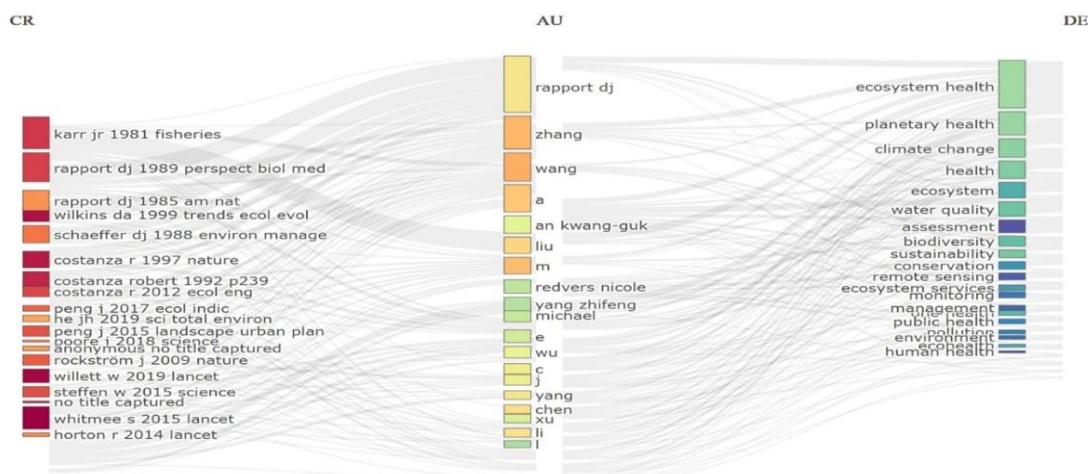 CR
AU
DE
karr jr 1981 fisheries
rapport dj 1989 perspect biol med
rapport dj 1985 am nat
wilkins da 1999 trends ecol evol
schaeffer dj 1988 environ manage
costanza r 1997 nature
costanza robert 1992 p239
costanza r 2012 ecol eng
peng j 2017 ecol indic
he jh 2019 sci total environ
peng j 2015 landscape urban plan
poore j 2018 science
anonymous no title captured
rockström j 2009 nature
willett w 2019 lancet
steffen w 2015 science
no title captured
whitmee s 2015 lancet
horton r 2014 lancet
rapport dj
zhang
wang
a
an kwang-guk
liu
m
redvers nicole
yang zhifeng
michael
e
wu
c
j
yang
chen
xu
li
l
ecosystem health
planetary health
climate change
health
ecosystem
water quality
assessment
biodiversity
sustainability
conservation
remote sensing
ecosystem services
monitoring
management
one health
public health
pollution
environment
ecohealth
human health